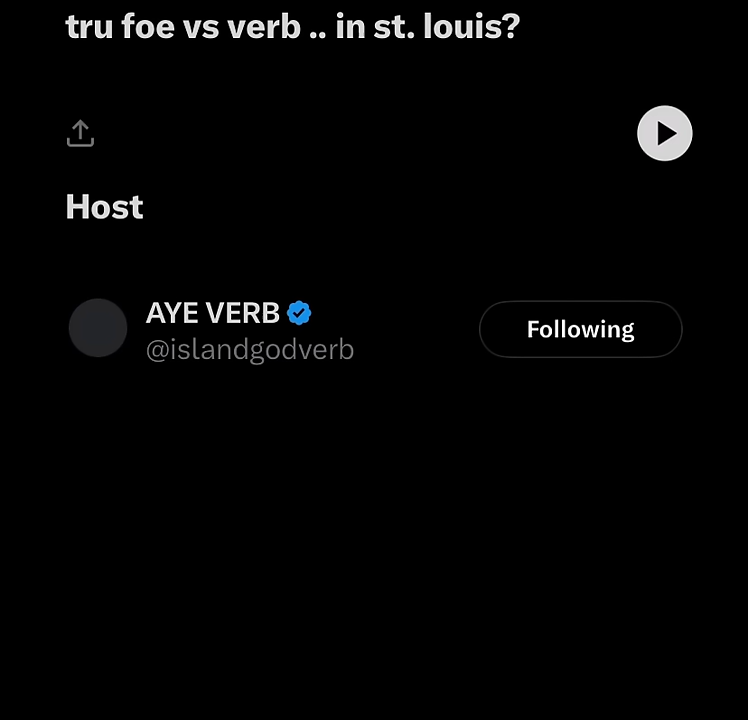 tru foe vs verb .. in st. louis?
Host
AYE VERB
@islandgodverb
Following